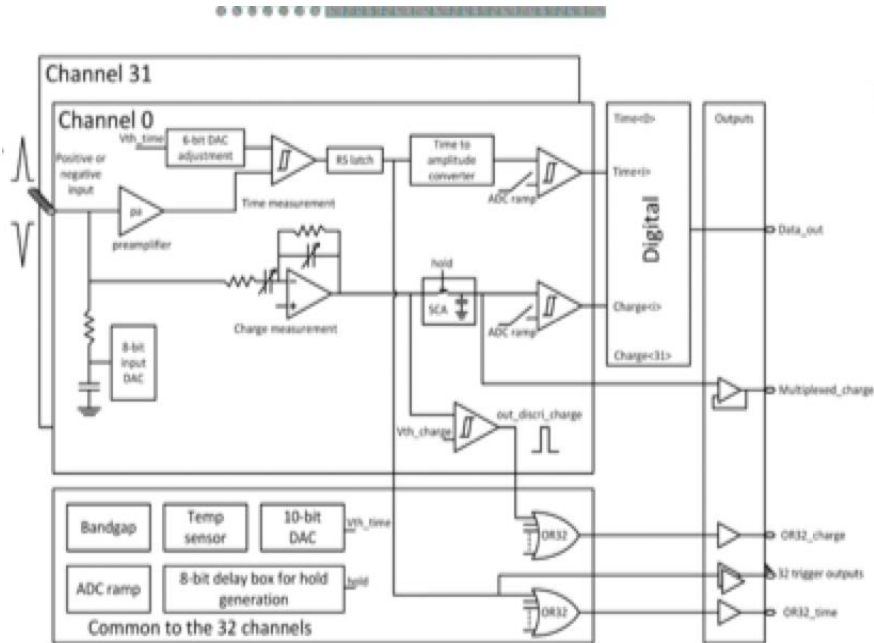 Channel 31
Channel 0
Vth_time
6-bit DAC
adjustment
RS latch
Time to
amplitude
converter
Positive or
negative
input
pa
preamplifier
Time measurement
ADC ramp
hold
SCA
Charge measurement
ADC ramp
8-bit
input
DAC
Vth_charge
out_discri_charge
Time<0>
Time<i>
Digital
Charge<i>
Charge<31>
Outputs
Data_out
Multiplexed_charge
OR32_charge
32 trigger outputs
OR32_time
Bandgap
Temp
sensor
10-bit
DAC
Vth_time
OR32
ADC ramp
8-bit delay box for hold
generation
hold
OR32
Common to the 32 channels